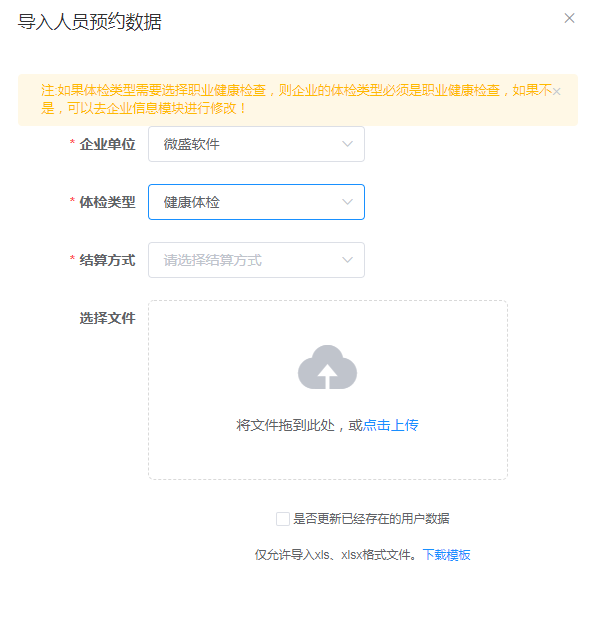 导入人员预约数据
注:如果体检类型需要选择职业健康检查，则企业的体检类型必须是职业健康检查，如果不
是，可以去企业信息模块进行修改！
* 企业单位 微盛软件
* 体检类型 健康体检
* 结算方式 请选择结算方式
选择文件
将文件拖到此处，或点击上传
是否更新已经存在的用户数据
仅允许导入xls、xlsx格式文件。下载模板